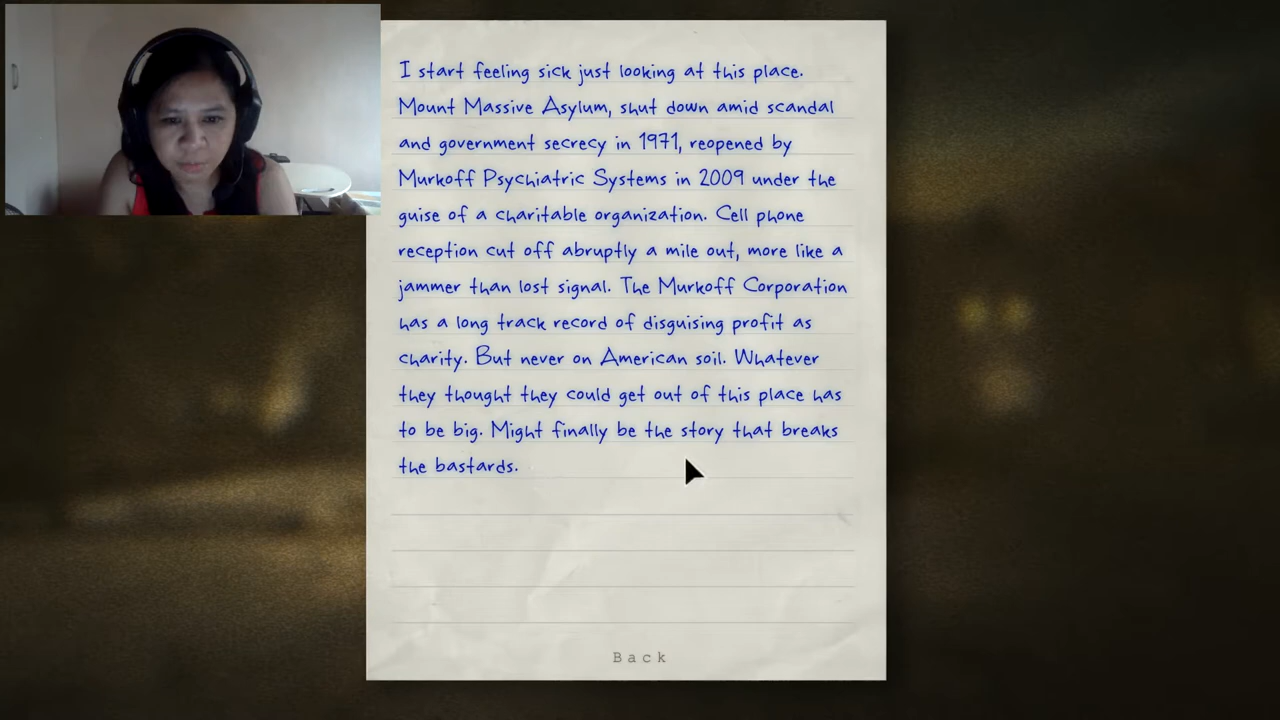 I start feeling sick just looking at this place.
Mount Massive Asylum, shut down amid scandal
and government secrecy in 1971, reopened by
Murkoff Psychiatric Systems in 2009 under the
guise of a charitable organization. Cell phone
reception cut off abruptly a mile out, more like a
jammer than lost signal. The Murkoff Corporation
has a long track record of disguising profit as
charity. But never on American soil. Whatever
they thought they could get out of this place has
to be big. Might finally be the story that breaks
the bastards.
Back